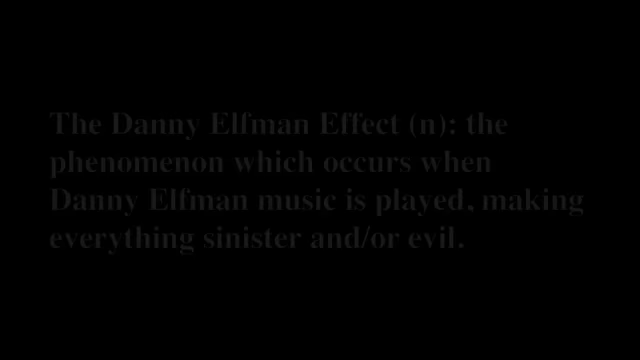 The Danny Elfman Effect (n): the
phenomenon which occurs when
Danny Elfman music is played, making
everything sinister and/or evil.